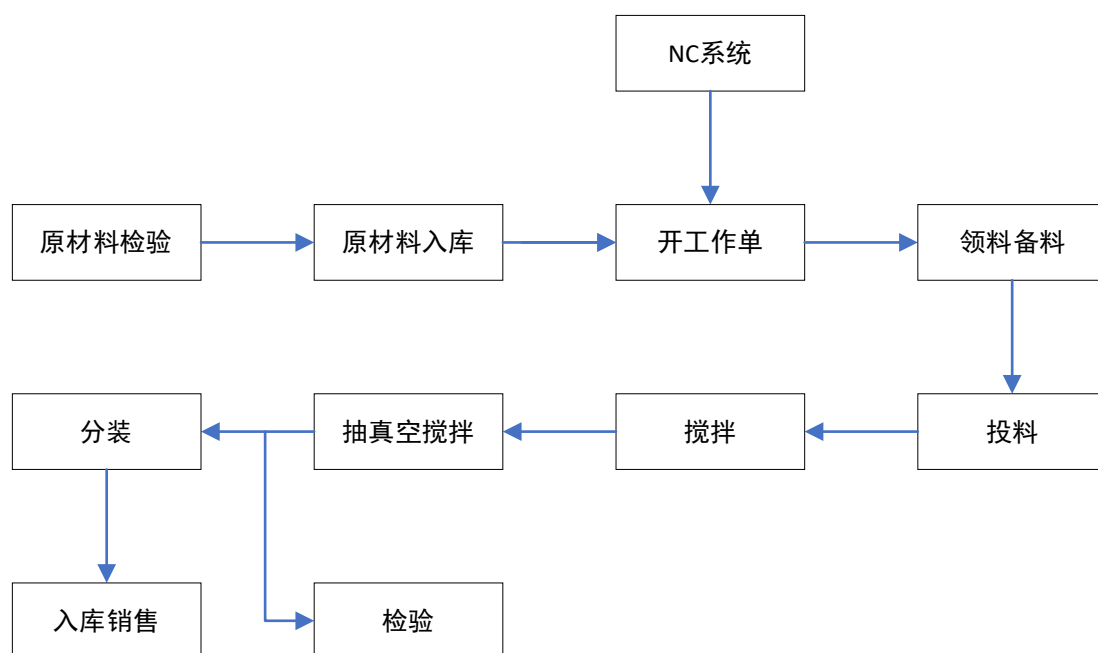 NC系统
原材料检验
原材料入库
开工作单
领料备料
分装
抽真空搅拌
搅拌
投料
入库销售
检验